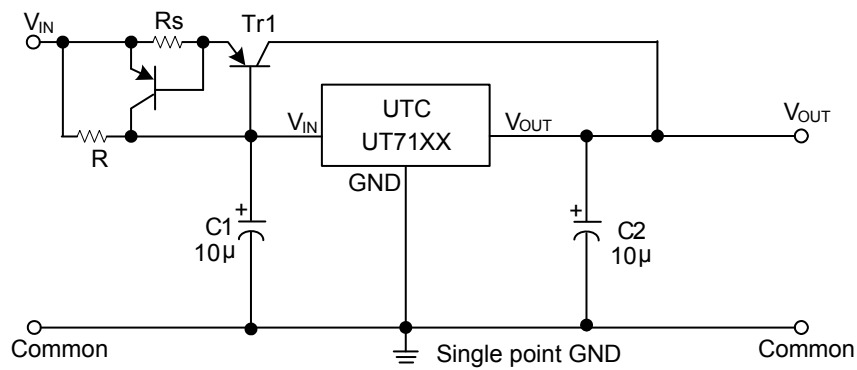 VIN
Rs
Tr1
R
VIN
UTC
UT71XX
VOUT
GND
VOUT
+
C1
10μ
+
C2
10μ
Common
Single point GND
Common